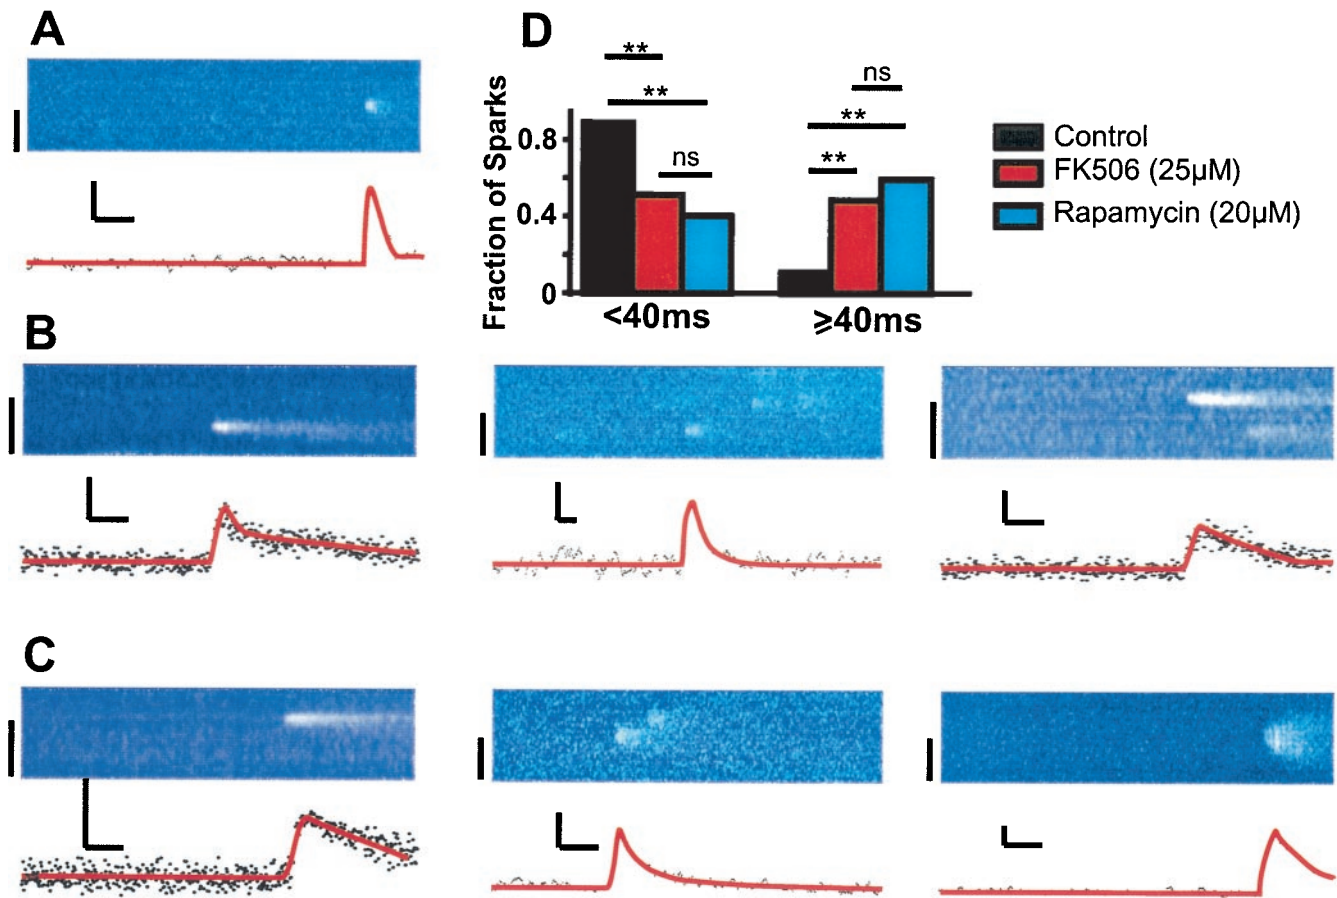 A
D
**
**
ns
ns
**
**
Fraction of Sparks
0.8
0.4
0
<40ms
≥40ms
Control
FK506 (25µM)
Rapamycin (20µM)
B
C